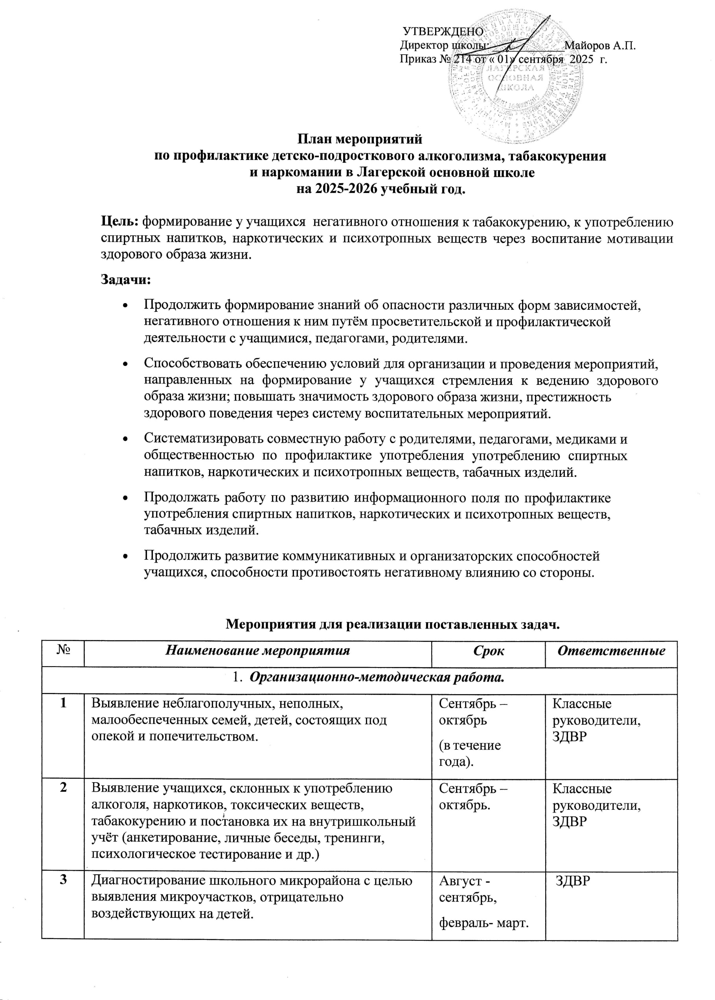 УТВЕРЖДЕНО
Директор школы: ____________Майоров А.П.
Приказ № 214 от « 01» сентября 2025 г.
ЛАГЕРСКАЯ
ОСНОВНАЯ
ШКОЛА
План мероприятий
по профилактике детско-подросткового алкоголизма, табакокурения
и наркомании в Лагерской основной школе
на 2025-2026 учебный год.
Цель: формирование у учащихся негативного отношения к табакокурению, к употреблению
спиртных напитков, наркотических и психотропных веществ через воспитание мотивации
здорового образа жизни.
Задачи:
• Продолжить формирование знаний об опасности различных форм зависимостей,
негативного отношения к ним путём просветительской и профилактической
деятельности с учащимися, педагогами, родителями.
• Способствовать обеспечению условий для организации и проведения мероприятий,
направленных на формирование у учащихся стремления к ведению здорового
образа жизни; повышать значимость здорового образа жизни, престижность
здорового поведения через систему воспитательных мероприятий.
• Систематизировать совместную работу с родителями, педагогами, медиками и
общественностью по профилактике употребления употреблению спиртных
напитков, наркотических и психотропных веществ, табачных изделий.
• Продолжать работу по развитию информационного поля по профилактике
употребления спиртных напитков, наркотических и психотропных веществ,
табачных изделий.
• Продолжить развитие коммуникативных и организаторских способностей
учащихся, способности противостоять негативному влиянию со стороны.
Мероприятия для реализации поставленных задач.
№ Наименование мероприятия Срок Ответственные
1. Организационно-методическая работа.
1 Выявление неблагополучных, неполных,
малообеспеченных семей, детей, состоящих под
опекой и попечительством.
Сентябрь –
октябрь
(в течение
года).
Классные
руководители,
ЗДВР
2 Выявление учащихся, склонных к употреблению
алкоголя, наркотиков, токсических веществ,
табакокурению и постановка их на внутришкольный
учёт (анкетирование, личные беседы, тренинги,
психологическое тестирование и др.)
Сентябрь –
октябрь.
Классные
руководители,
ЗДВР
3 Диагностирование школьного микрорайона с целью
выявления микроучастков, отрицательно
воздействующих на детей.
Август -
сентябрь,
февраль- март.
ЗДВР